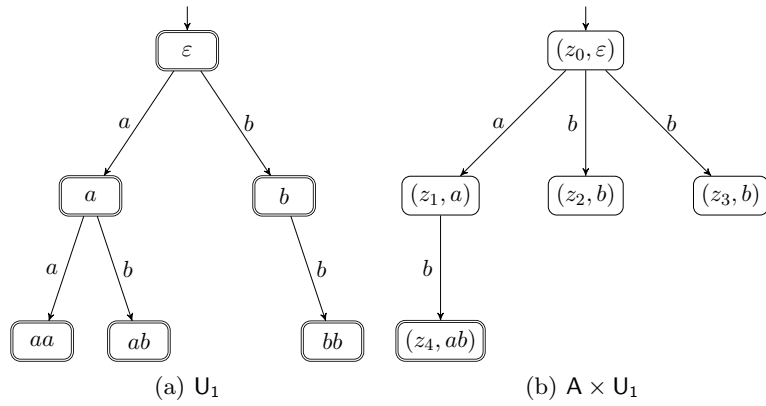 ε (z₀, ε)
a b a b b
a b (z₁, a) (z₂, b) (z₃, b)
a b b b
aa ab bb (z₄, ab)
(a) U₁ (b) A × U₁